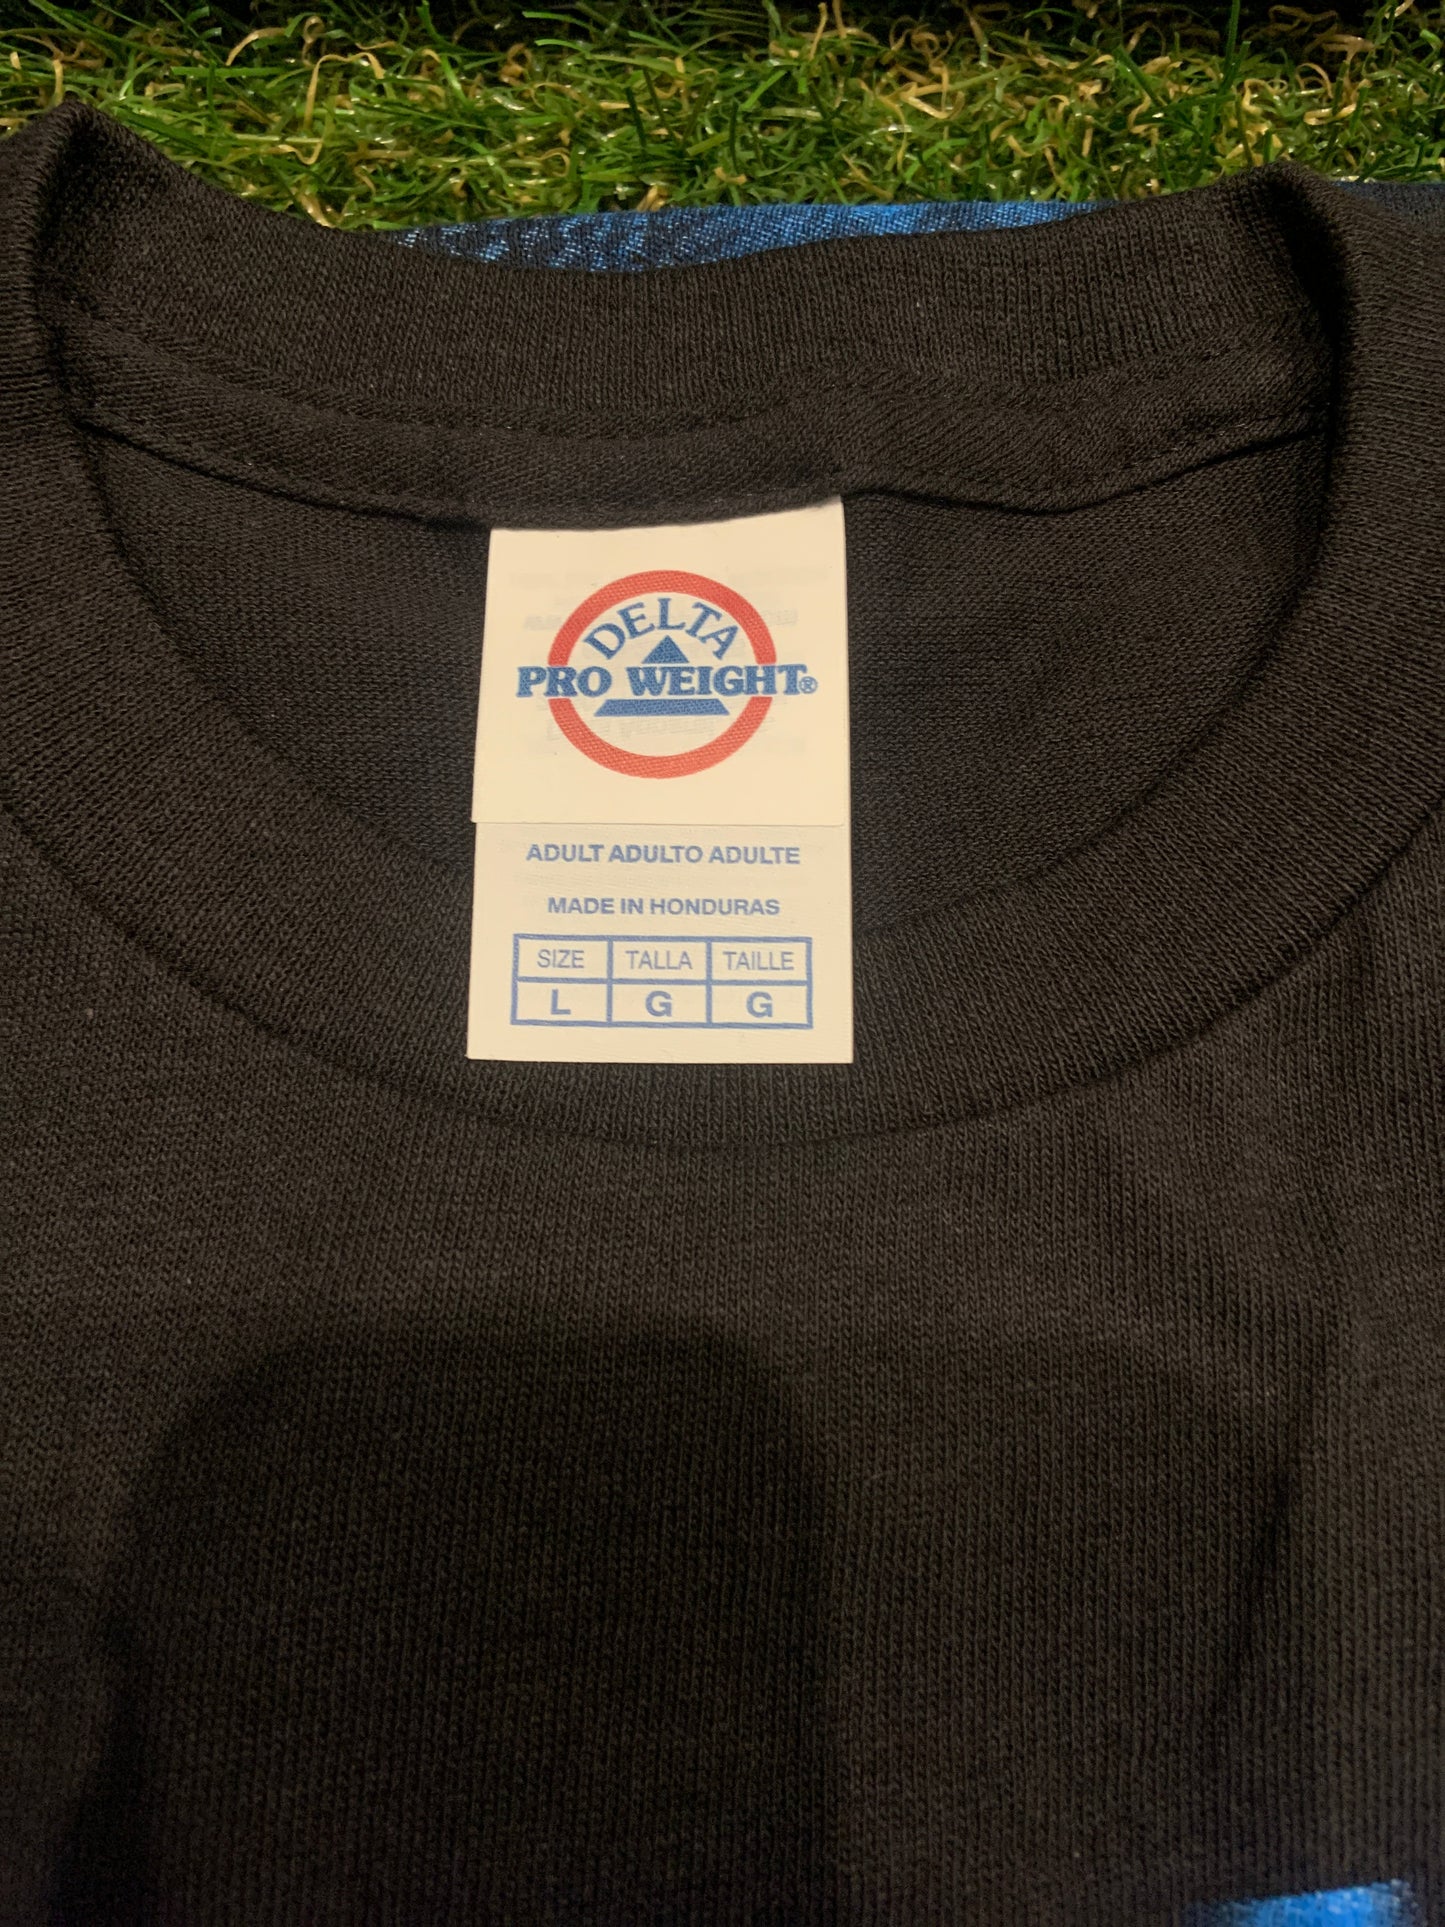 DELTA
PRO WEIGHT®
ADULT ADULTO ADULTE
MADE IN HONDURAS
SIZE TALLA TAILLE
L G G